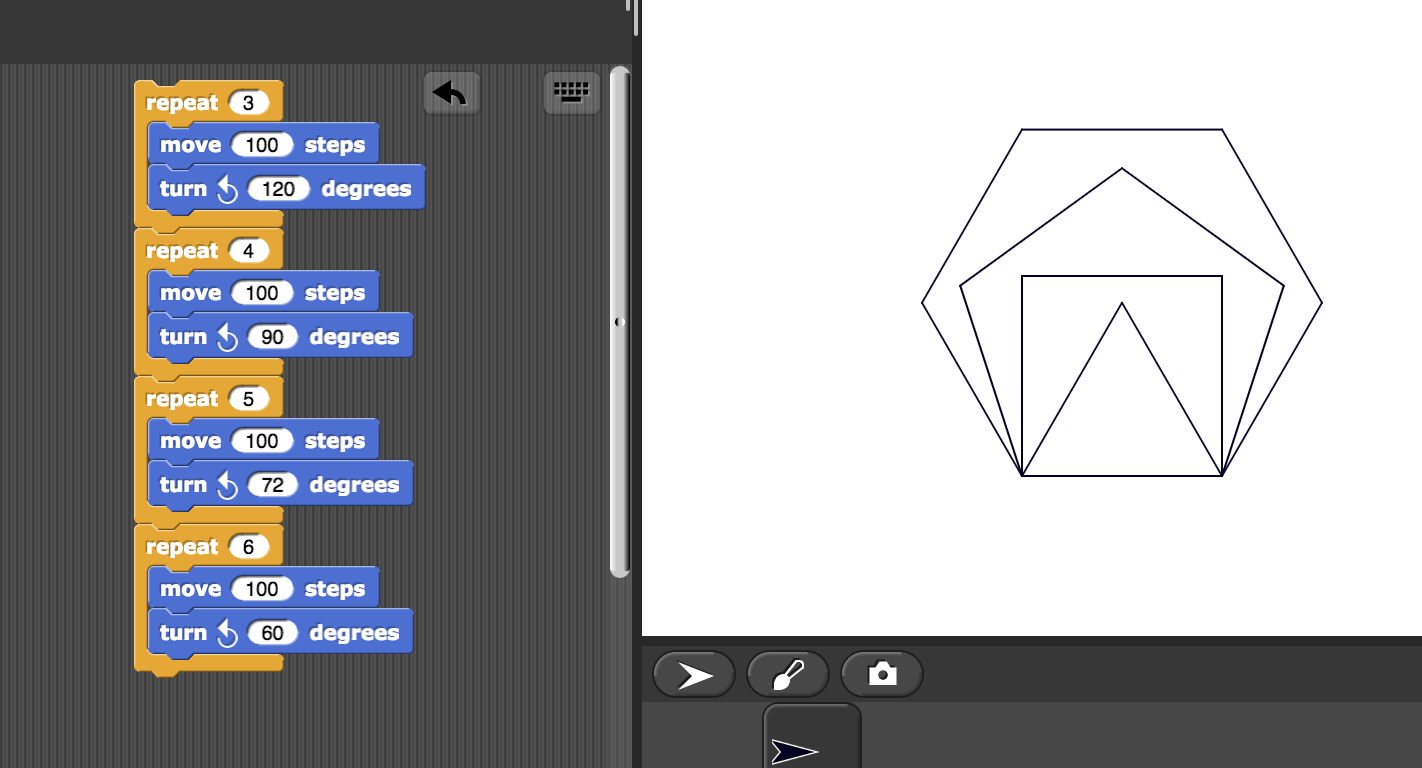 repeat 3
move 100 steps
turn 120 degrees
repeat 4
move 100 steps
turn 90 degrees
repeat 5
move 100 steps
turn 72 degrees
repeat 6
move 100 steps
turn 60 degrees